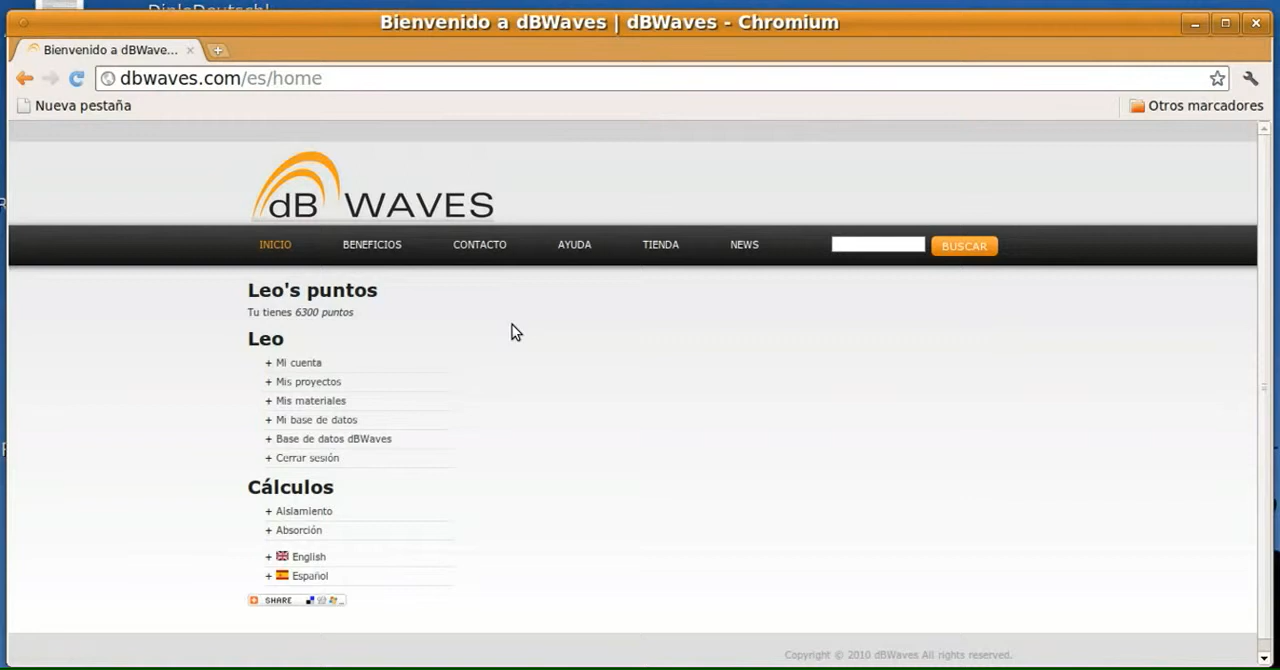 Bienvenido a dBWaves | dBWaves - Chromium
Bienvenido a dBWave...
dbwaves.com/es/home
Nueva pestaña
Otros marcadores
dB WAVES
INICIO BENEFICIOS CONTACTO AYUDA TIENDA NEWS BUSCAR
Leo's puntos
Tu tienes 6300 puntos
Leo
+ Mi cuenta
+ Mis proyectos
+ Mis materiales
+ Mi base de datos
+ Base de datos dBWaves
+ Cerrar sesión
Cálculos
+ Aislamiento
+ Absorción
+ English
+ Español
SHARE
Copyright © 2010 dBWaves All rights reserved.